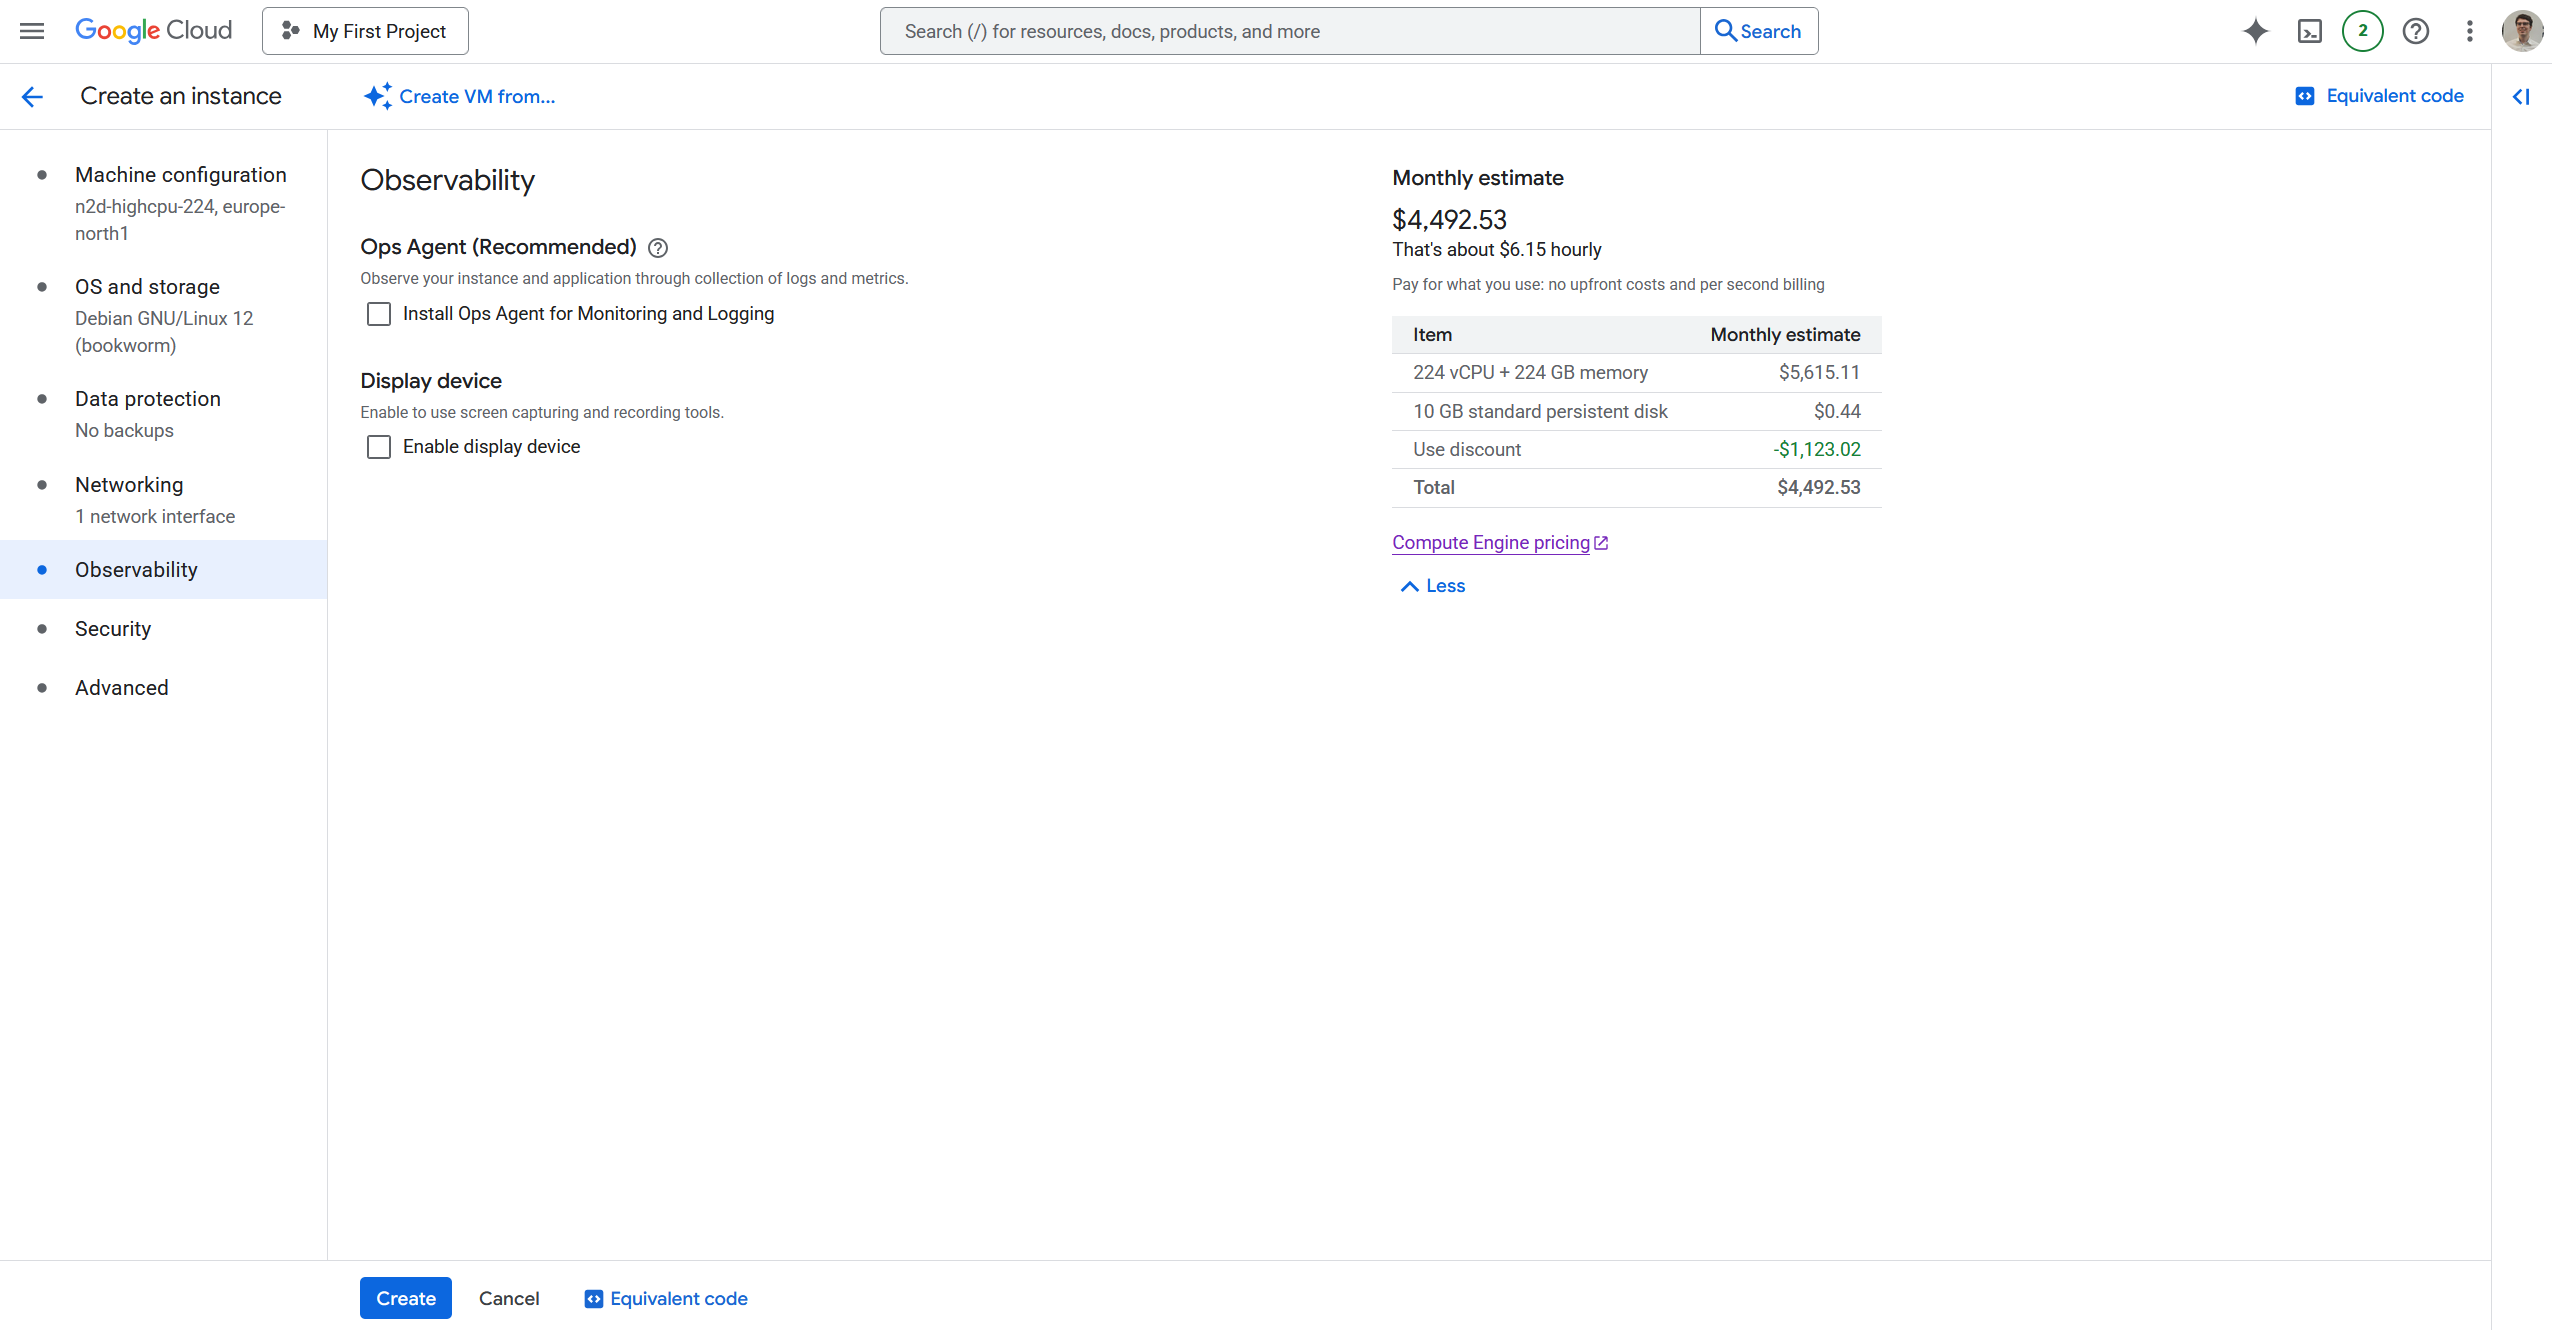 Google Cloud
My First Project
Search (/) for resources, docs, products, and more
Search
2
Create an instance
Create VM from...
Equivalent code
Machine configuration
n2d-highcpu-224, europe-
north1
OS and storage
Debian GNU/Linux 12
(bookworm)
Data protection
No backups
Networking
1 network interface
Observability
Security
Advanced
Observability
Ops Agent (Recommended)
Observe your instance and application through collection of logs and metrics.
Install Ops Agent for Monitoring and Logging
Display device
Enable to use screen capturing and recording tools.
Enable display device
Monthly estimate
$4,492.53
That's about $6.15 hourly
Pay for what you use: no upfront costs and per second billing
Item Monthly estimate
224 vCPU + 224 GB memory $5,615.11
10 GB standard persistent disk $0.44
Use discount -$1,123.02
Total $4,492.53
Compute Engine pricing
Less
Create Cancel Equivalent code